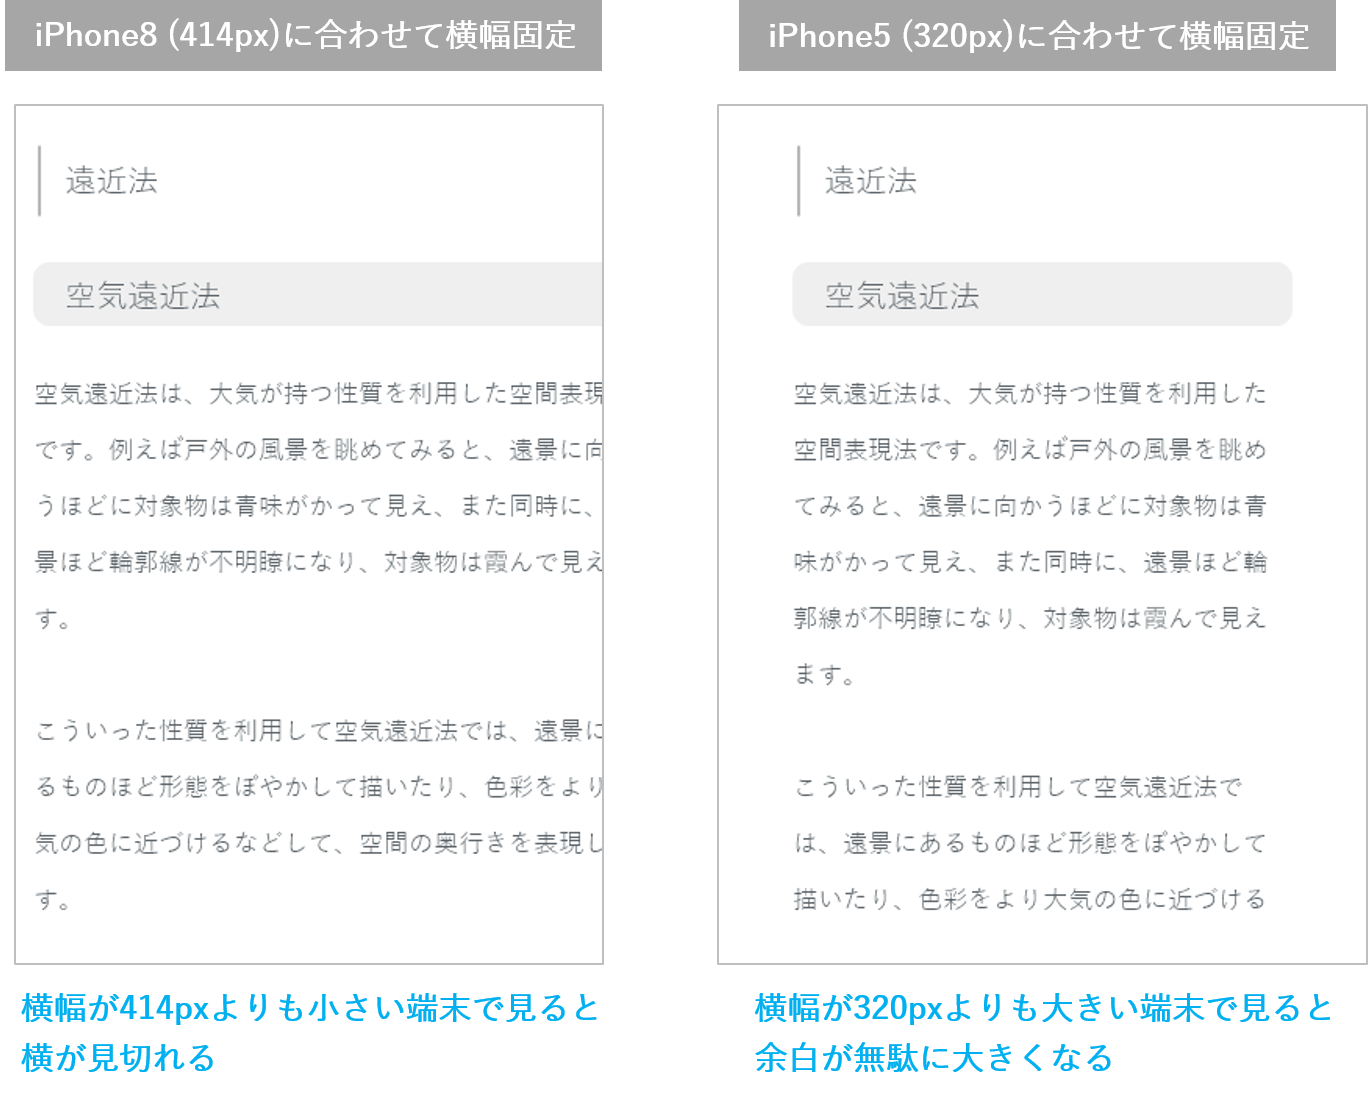 iPhone8 (414px)に合わせて横幅固定
遠近法
空気遠近法
空気遠近法は、大気が持つ性質を利用した空間表現
です。例えば戸外の風景を眺めてみると、遠景に向
うほどに対象物は青味がかって見え、また同時に、
景ほど輪郭線が不明瞭になり、対象物は霞んで見え
す。
こういった性質を利用して空気遠近法では、遠景に
るものほど形態をぼやかして描いたり、色彩をより
気の色に近づけるなどして、空間の奥行きを表現し
す。
横幅が414pxよりも小さい端末で見ると
横が見切れる
iPhone5 (320px)に合わせて横幅固定
遠近法
空気遠近法
空気遠近法は、大気が持つ性質を利用した
空間表現法です。例えば戸外の風景を眺め
てみると、遠景に向かうほどに対象物は青
味がかって見え、また同時に、遠景ほど輪
郭線が不明瞭になり、対象物は霞んで見え
ます。
こういった性質を利用して空気遠近法で
は、遠景にあるものほど形態をぼやかして
描いたり、色彩をより大気の色に近づける
横幅が320pxよりも大きい端末で見ると
余白が無駄に大きくなる